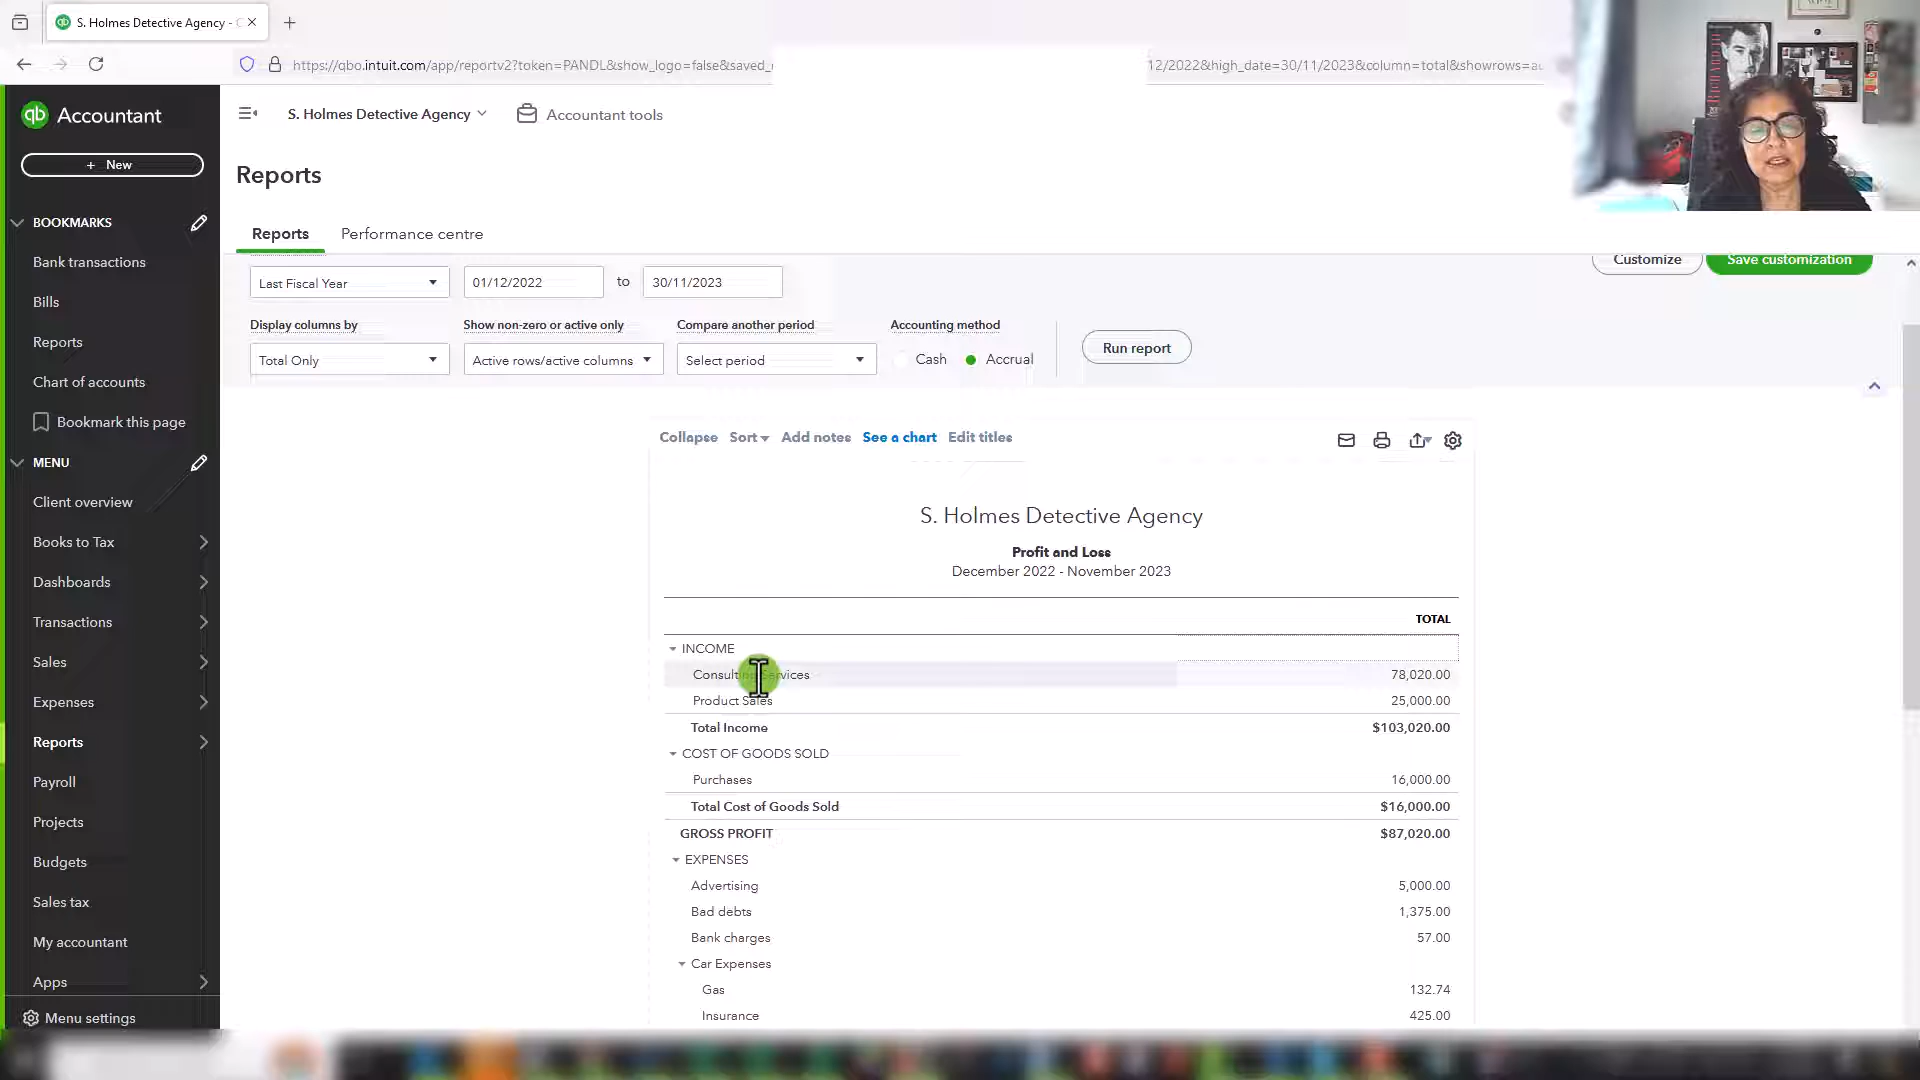 S. Holmes Detective Agency -
https://qbo.intuit.com/app/reportv2?token=PANDL&show_logo=false&saved_
12/2022&high_date=30/11/2023&column=total&showrows=a
qb Accountant
+ New
BOOKMARKS
Bank transactions
Bills
Reports
Chart of accounts
Bookmark this page
MENU
Client overview
Books to Tax
Dashboards
Transactions
Sales
Expenses
Reports
Payroll
Projects
Budgets
Sales tax
My accountant
Apps
Menu settings
S. Holmes Detective Agency
Accountant tools
Reports
Reports
Performance centre
Customize
Save customization
Last Fiscal Year
01/12/2022
to
30/11/2023
Display columns by
Show non-zero or active only
Compare another period
Accounting method
Total Only
Active rows/active columns
Select period
Cash
Accrual
Run report
Collapse
Sort
Add notes
See a chart
Edit titles
S. Holmes Detective Agency
Profit and Loss
December 2022 - November 2023
TOTAL
INCOME
Consulting Services 78,020.00
Product Sales 25,000.00
Total Income $103,020.00
COST OF GOODS SOLD
Purchases 16,000.00
Total Cost of Goods Sold $16,000.00
GROSS PROFIT $87,020.00
EXPENSES
Advertising 5,000.00
Bad debts 1,375.00
Bank charges 57.00
Car Expenses
Gas 132.74
Insurance 425.00